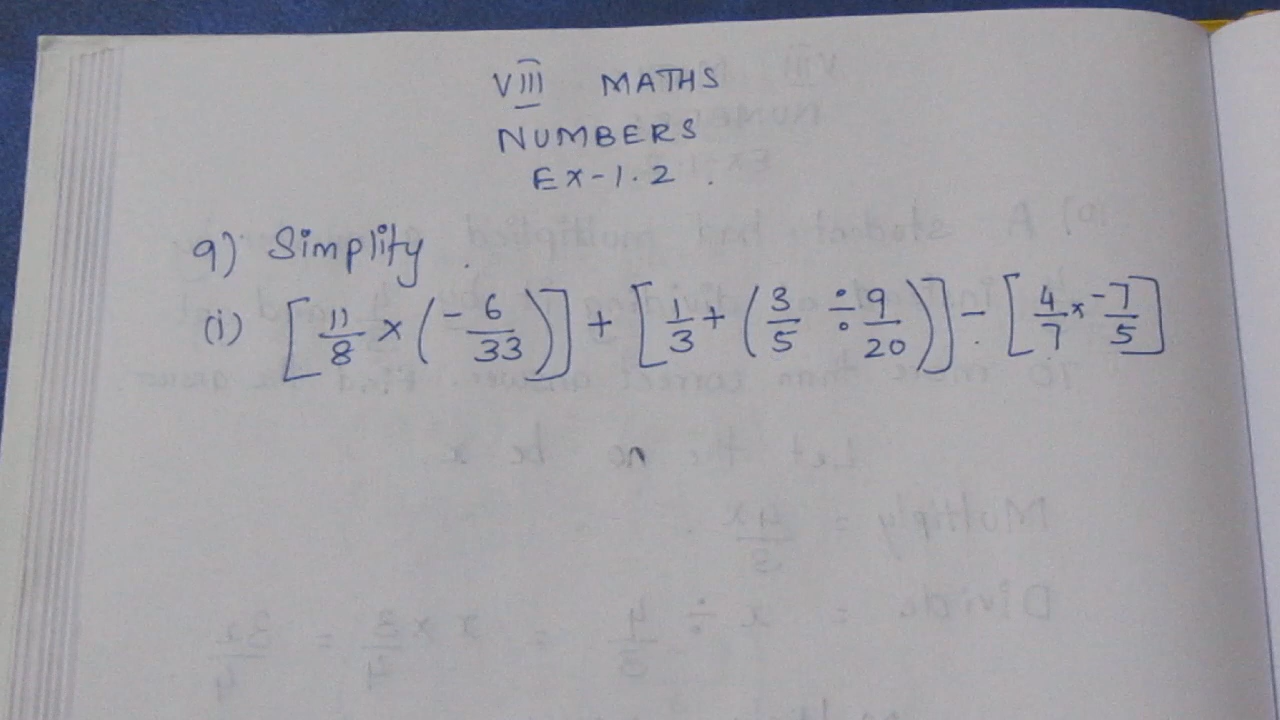 VIII MATHS
NUMBERS
EX-1.2.
9) Simplify.
(i) [11/8 × (-6/33)] + [1/3 + (3/5 ÷ 9/20)] - [4/7 × -7/5]